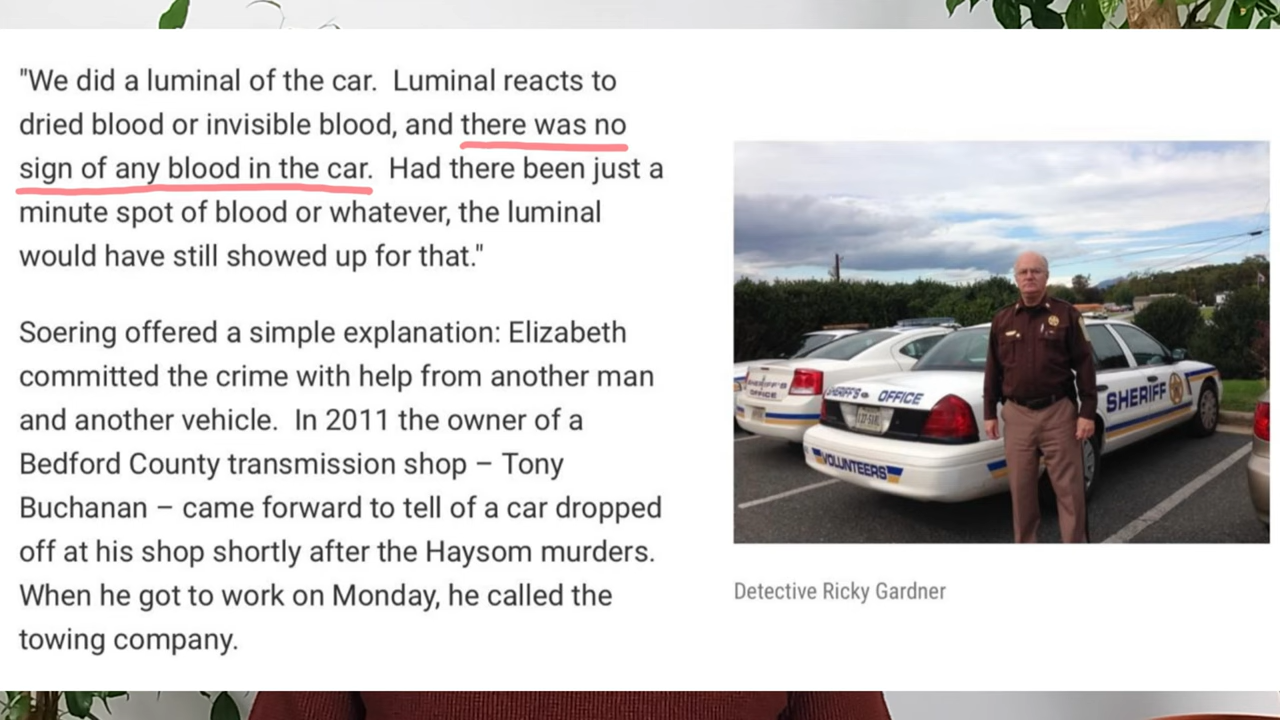 "We did a luminal of the car.  Luminal reacts to
dried blood or invisible blood, and there was no
sign of any blood in the car.  Had there been just a
minute spot of blood or whatever, the luminal
would have still showed up for that."
Soering offered a simple explanation: Elizabeth
committed the crime with help from another man
and another vehicle.  In 2011 the owner of a
Bedford County transmission shop – Tony
Buchanan – came forward to tell of a car dropped
off at his shop shortly after the Haysom murders.
When he got to work on Monday, he called the
towing company.
SHERIFF'S
OFFICE
SHERIFF'S OFFICE
SHERIFF
VOLUNTEERS
Detective Ricky Gardner